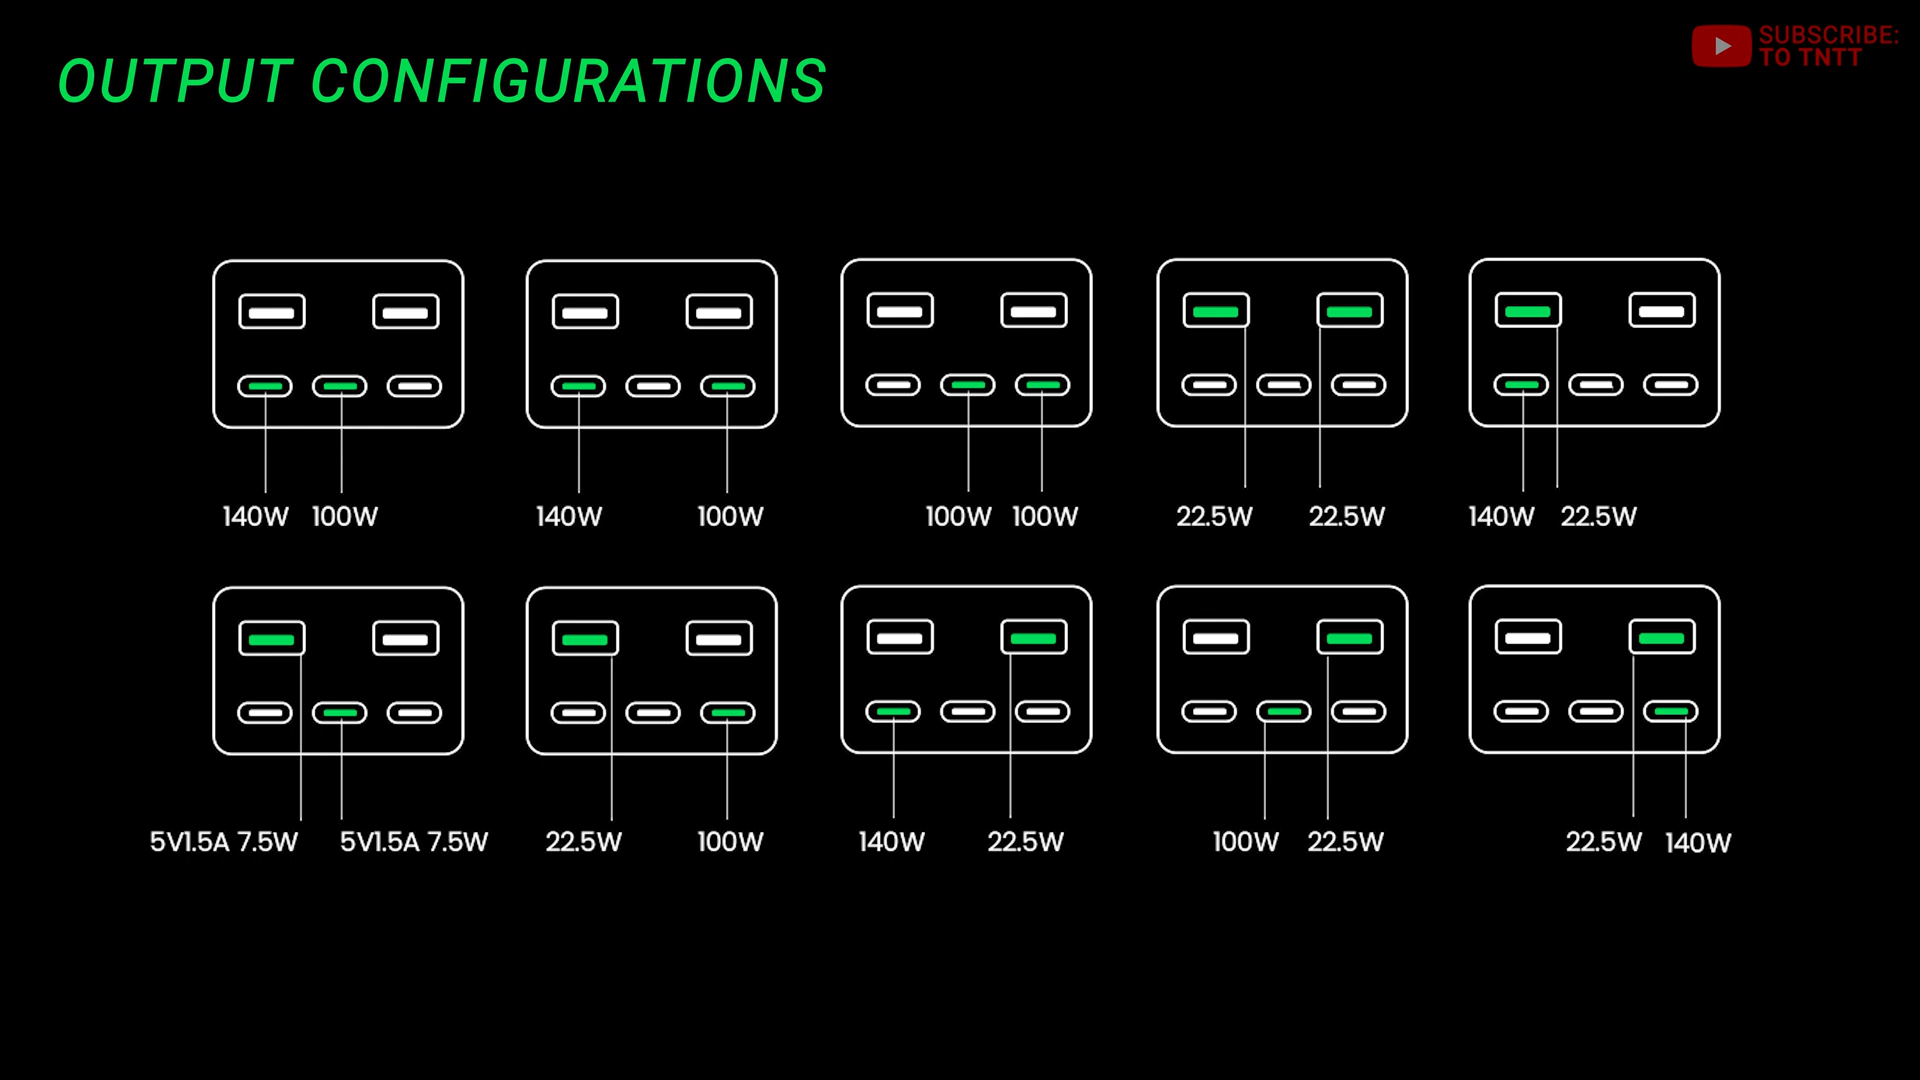 OUTPUT CONFIGURATIONS
SUBSCRIBE:
TO TNTT
140W 100W
140W 100W
100W 100W
22.5W 22.5W
140W 22.5W
5V1.5A 7.5W 5V1.5A 7.5W
22.5W 100W
140W 22.5W
100W 22.5W
22.5W 140W